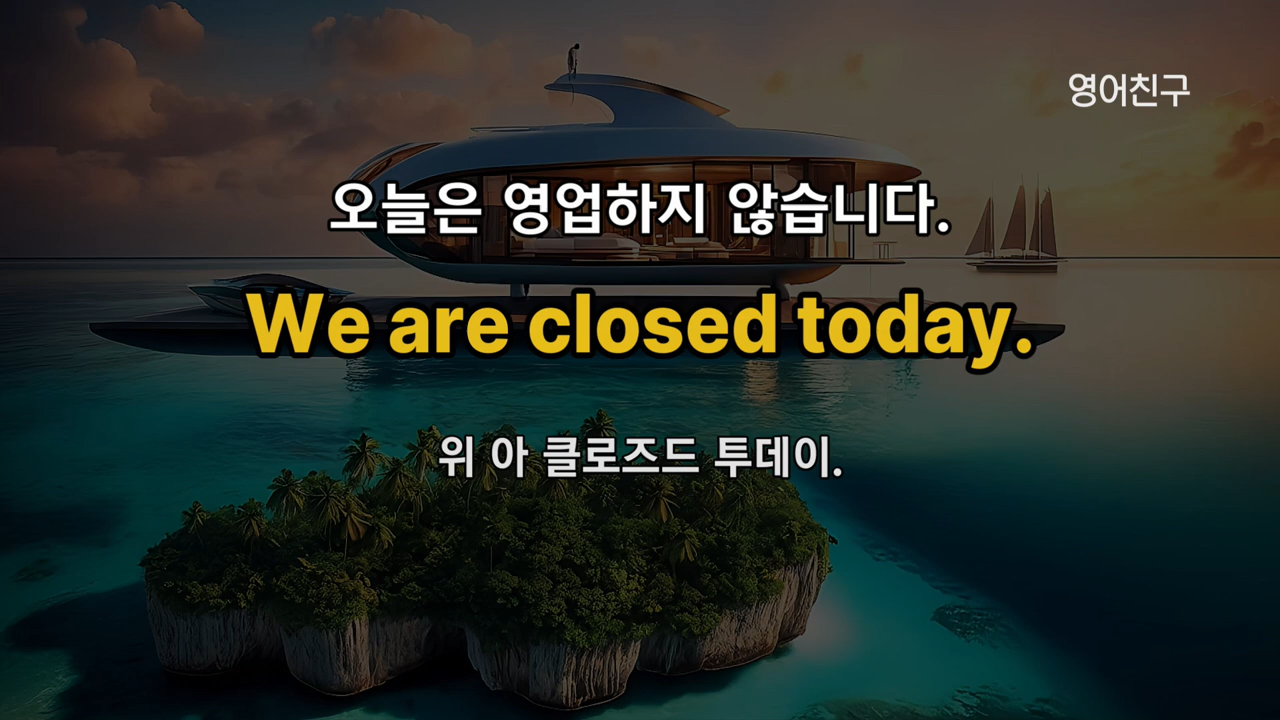 영어친구
오늘은 영업하지 않습니다.
We are closed today.
위 아 클로즈드 투데이.